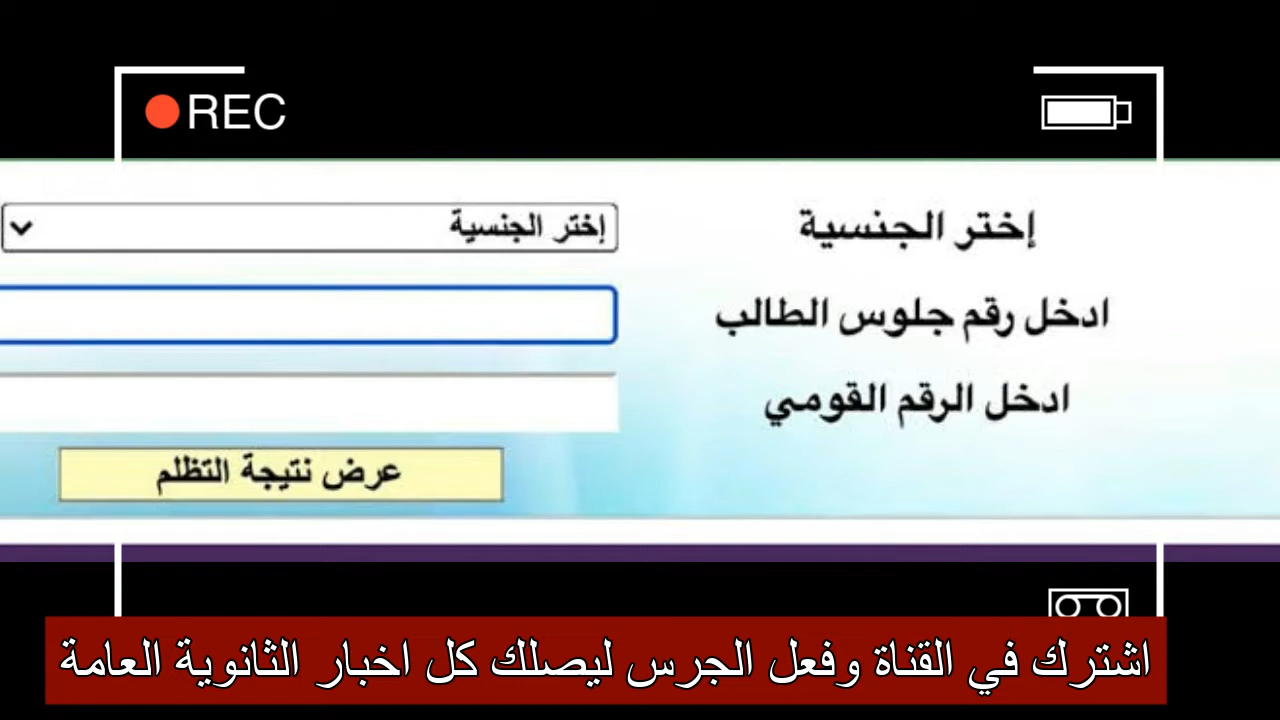 REC
إختر الجنسية
إختر الجنسية
ادخل رقم جلوس الطالب
ادخل الرقم القومي
عرض نتيجة التظلم
اشترك في القناة وفعل الجرس ليصلك كل اخبار الثانوية العامة